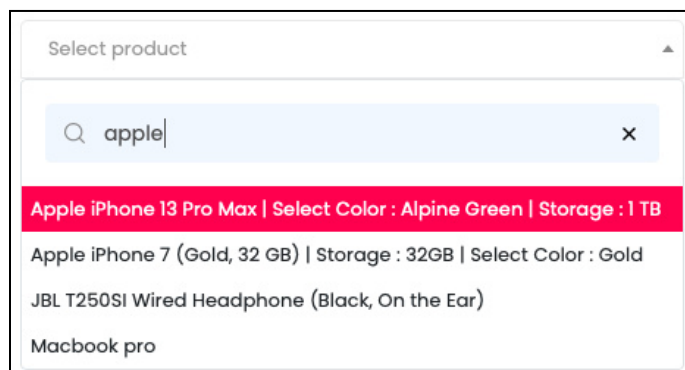 Select product
apple
Apple iPhone 13 Pro Max | Select Color : Alpine Green | Storage : 1 TB
Apple iPhone 7 (Gold, 32 GB) | Storage : 32GB | Select Color : Gold
JBL T250SI Wired Headphone (Black, On the Ear)
Macbook pro